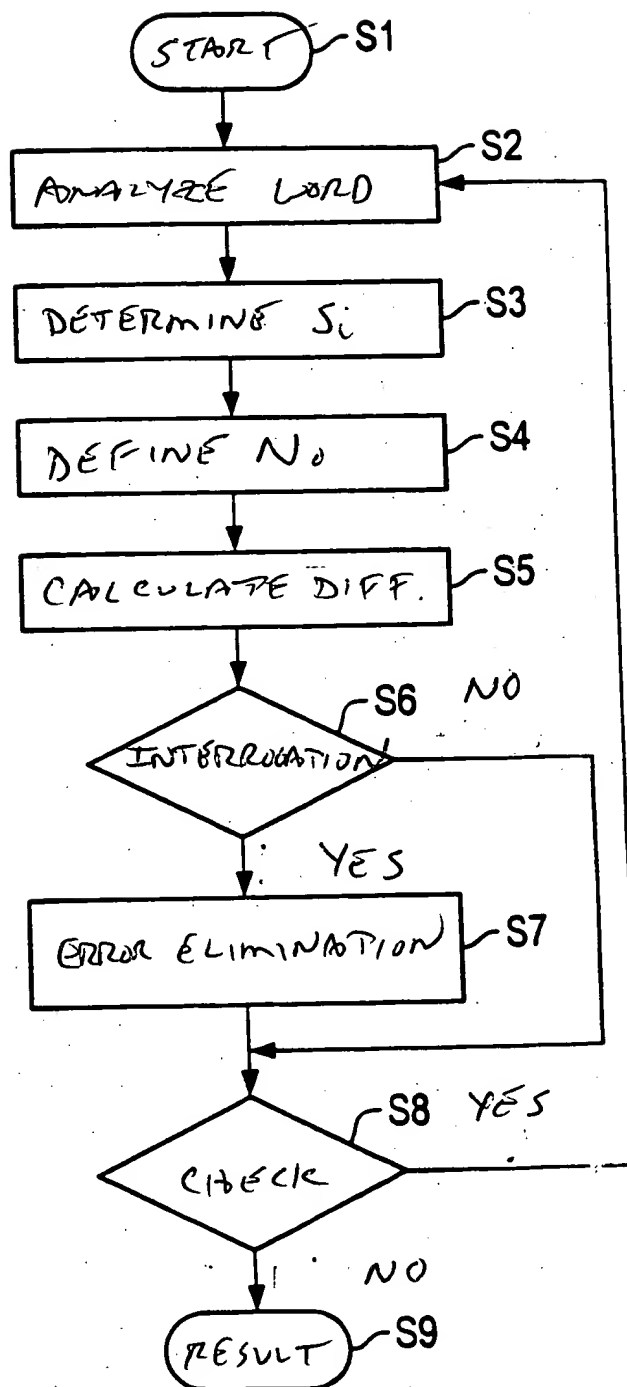 START S1
S2
ANALYZE WORD
DETERMINE Si S3
DEFINE No S4
CALCULATE DIFF. S5
S6 NO
INTERROGATION
YES
ERROR ELIMINATION S7
S8 YES
CHECK
NO
RESULT S9